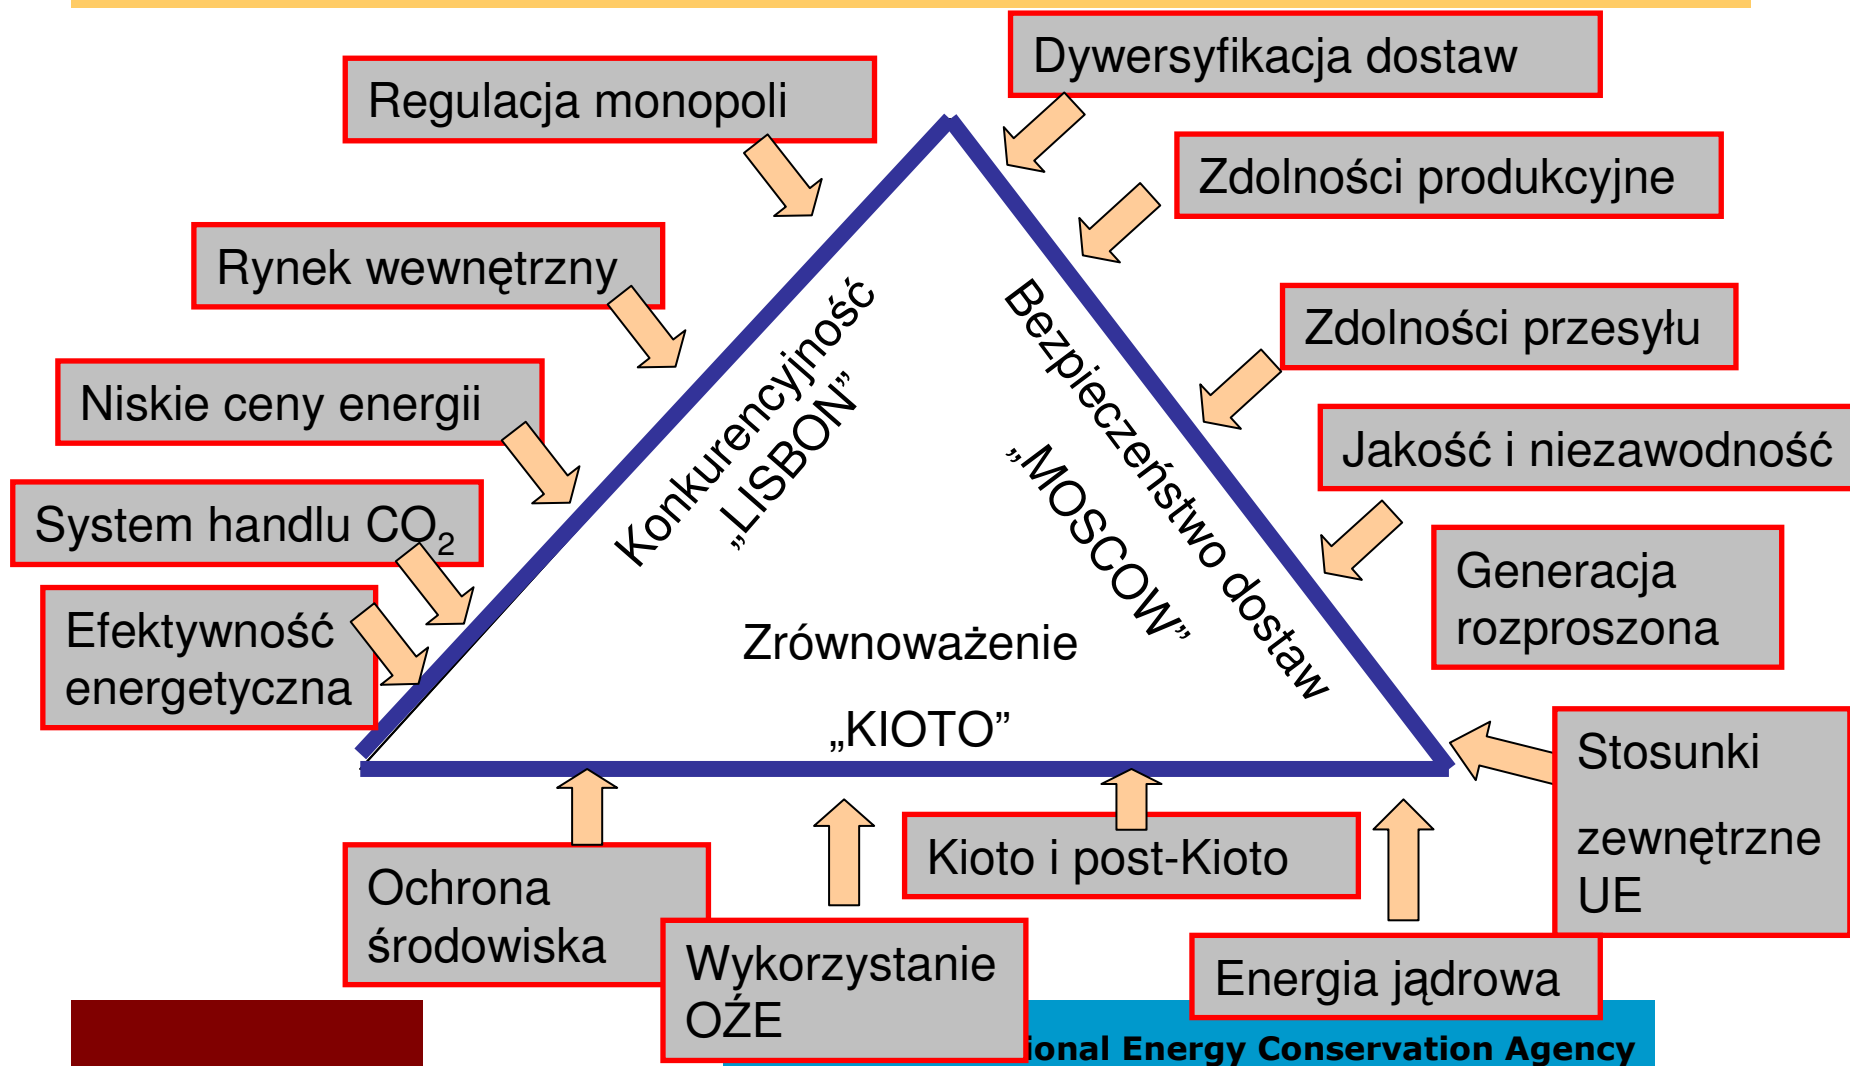 Dywersyfikacja dostaw
Regulacja monopoli
Zdolności produkcyjne
Rynek wewnętrzny
Zdolności przesyłu
Niskie ceny energii
Jakość i niezawodność
System handlu CO₂
Generacja
rozproszona
Efektywność
energetyczna
Konkurencyjność
„LISBON”
Bezpieczeństwo dostaw
„MOSCOW”
Zrównoważenie
„KIOTO”
Stosunki
zewnętrzne
UE
Kioto i post-Kioto
Ochrona
środowiska
Wykorzystanie
OŹE
Energia jądrowa
ional Energy Conservation Agency